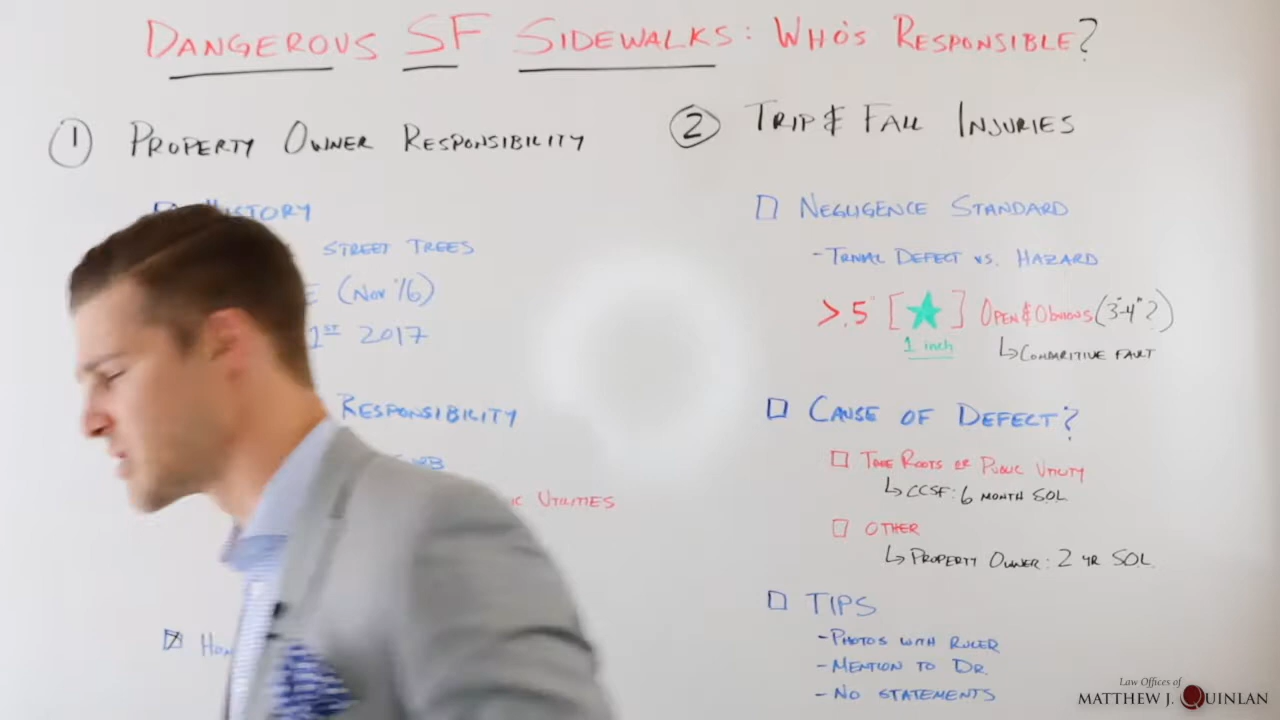 DANGEROUS SF SIDEWALKS: WHO'S RESPONSIBLE?
① PROPERTY OWNER RESPONSIBILITY
HISTORY
STREET TREES
(NOV '16)
1ST 2017
RESPONSIBILITY
UTILITIES
② TRIP & FALL INJURIES
NEGLIGENCE STANDARD
- TRIVIAL DEFECT VS. HAZARD
>.5" [★] OPEN & OBVIOUS (3"-4"?)
1 inch
↳ COMPARITIVE FAULT
CAUSE OF DEFECT?
TREE ROOTS OR PUBLIC UTILITY
↳ CCSF: 6 MONTH SOL
OTHER
↳ PROPERTY OWNER: 2 YR SOL
TIPS
- PHOTOS WITH RULER
- MENTION TO DR.
- NO STATEMENTS
Law Offices of
MATTHEW J. QUINLAN